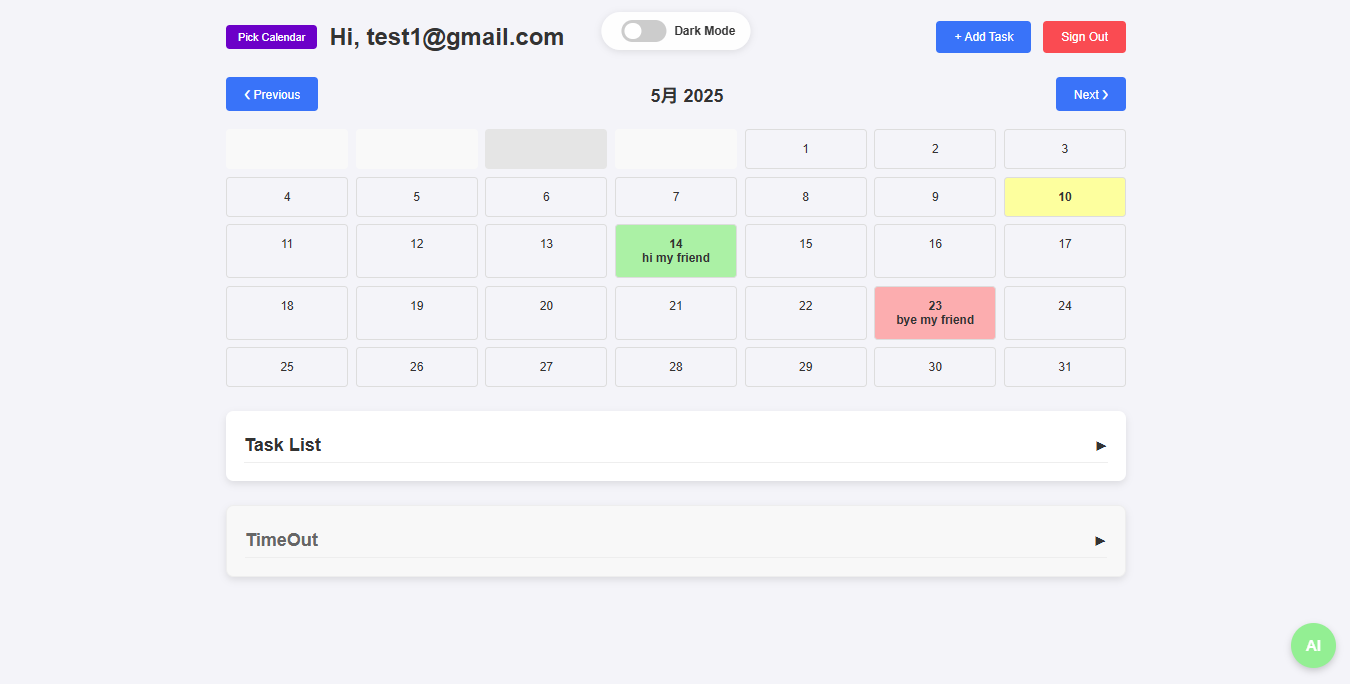 Pick Calendar
Hi, test1@gmail.com
Dark Mode
+ Add Task
Sign Out
❮ Previous
5月 2025
Next ❯
1
2
3
4
5
6
7
8
9
10
11
12
13
14
hi my friend
15
16
17
18
19
20
21
22
23
bye my friend
24
25
26
27
28
29
30
31
Task List
▶
TimeOut
▶
AI